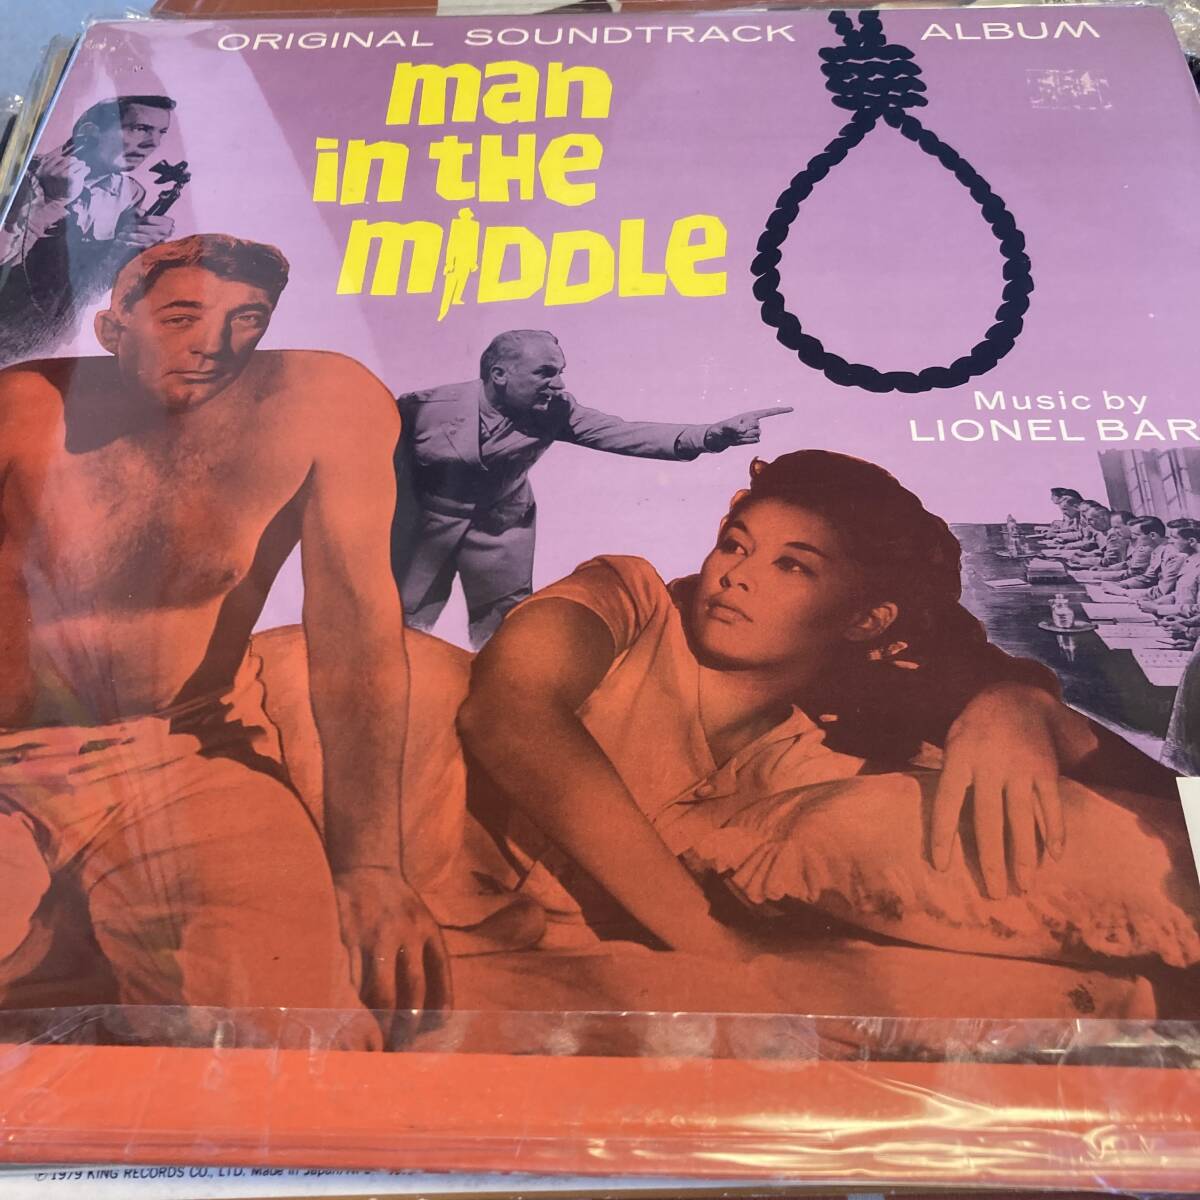 ORIGINAL SOUNDTRACK ALBUM
man
in the
middle
Music by
LIONEL BAR
℗ 1979 KING RECORDS CO., LTD. Made in Japan